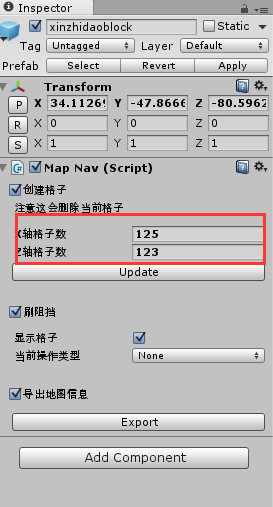 Inspector
xinzhidaoblock Static
Tag Untagged Layer Default
Prefab Select Revert Apply
Transform
P X 34.11269 Y -47.8666 Z -80.5962
R X 0 Y 0 Z 0
S X 1 Y 1 Z 1
Map Nav (Script)
创建格子
注意这会删除当前格子
X轴格子数 125
Z轴格子数 123
Update
刷阻挡
显示格子
当前操作类型 None
导出地图信息
Export
Add Component